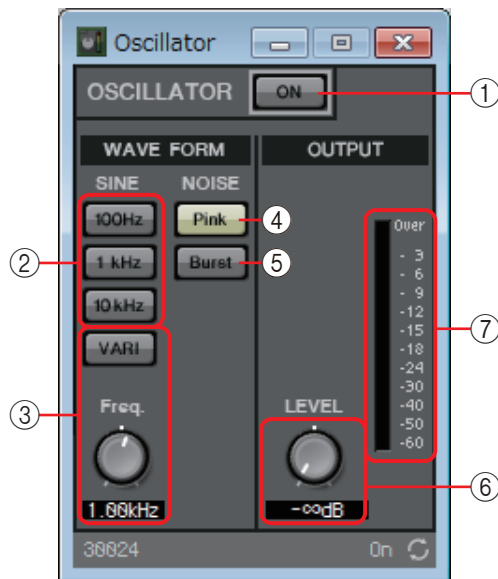 Oscillator
OSCILLATOR ON ①
WAVE FORM OUTPUT
SINE NOISE
100Hz Pink ④
② 1 kHz Burst ⑤
10 kHz
VARI
③ Freq.
1.00kHz
Over
- 3
- 6
- 9
-12
-15
-18
-24
-30
-40
-50
-60
⑦
LEVEL
-∞dB ⑥
30024 On